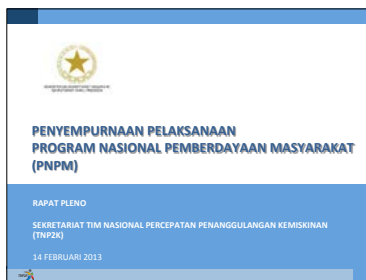 PENYEMPURNAAN PELAKSANAAN
PROGRAM NASIONAL PEMBERDAYAAN MASYARAKAT
(PNPM)
RAPAT PLENO
SEKRETARIAT TIM NASIONAL PERCEPATAN PENANGGULANGAN KEMISKINAN
(TNP2K)
14 FEBRUARI 2013